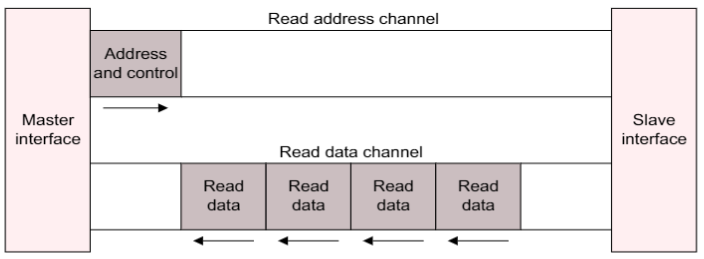 Read address channel
Address
and control
Master
interface
Slave
interface
Read data channel
Read
data
Read
data
Read
data
Read
data